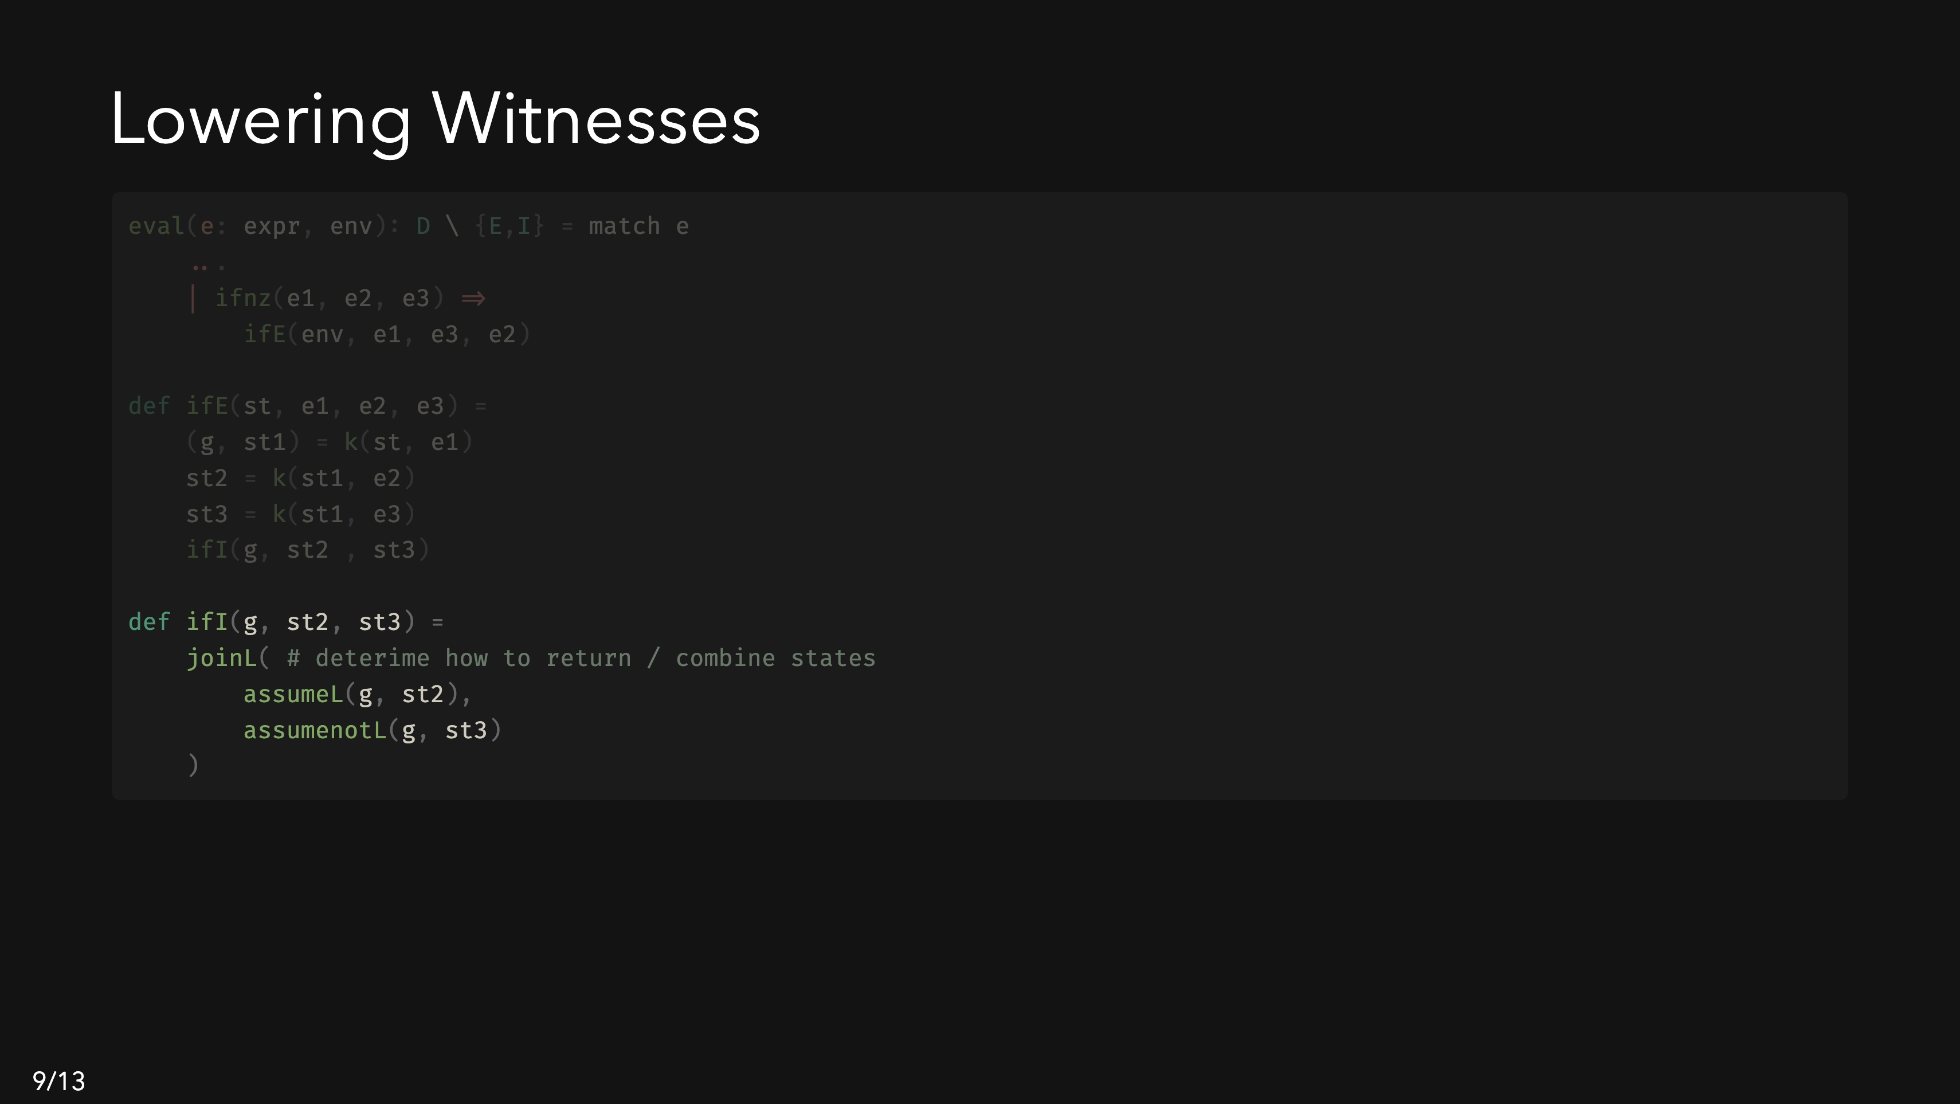 Lowering Witnesses
eval(e: expr, env): D \ {E,I} = match e
...
| ifnz(e1, e2, e3) ⇒
ifE(env, e1, e3, e2)
def ifE(st, e1, e2, e3) =
(g, st1) = k(st, e1)
st2 = k(st1, e2)
st3 = k(st1, e3)
ifI(g, st2 , st3)
def ifI(g, st2, st3) =
joinL( # deterime how to return / combine states
assumeL(g, st2),
assumenotL(g, st3)
)
9/13